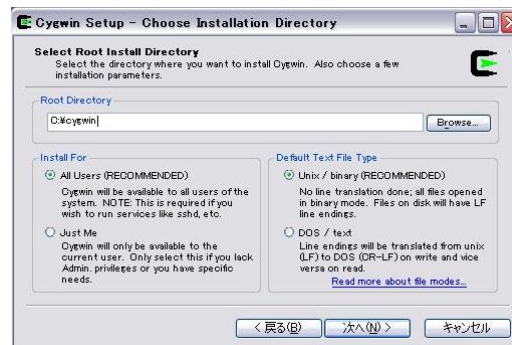 Cygwin Setup - Choose Installation Directory
Select Root Install Directory
Select the directory where you want to install Cygwin. Also choose a few
installation parameters.
Root Directory
C:¥cygwin
Browse...
Install For
All Users (RECOMMENDED)
Cygwin will be available to all users of the
system. NOTE: This is required if you
wish to run services like sshd, etc.
Just Me
Cygwin will only be available to the
current user. Only select this if you lack
Admin. privileges or you have specific
needs.
Default Text File Type
Unix / binary (RECOMMENDED)
No line translation done; all files opened
in binary mode. Files on disk will have LF
line endings.
DOS / text
Line endings will be translated from unix
(LF) to DOS (CR-LF) on write and vice
versa on read.
Read more about file modes...
< 戻る(B)
次へ(N) >
キャンセル